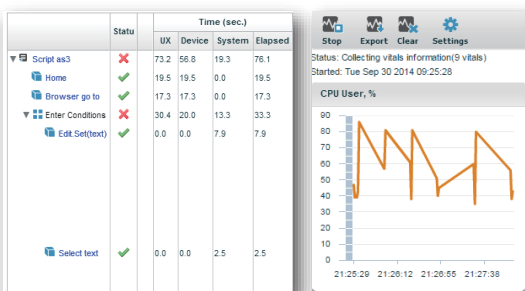 Statu
Time (sec.)
UX Device System Elapsed
Script as3 73.2 56.8 19.3 76.1
Home 19.5 19.5 0.0 19.5
Browser go to 17.3 17.3 0.0 17.3
Enter Conditions 30.4 20.0 13.3 33.3
Edit.Set(text) 0.0 0.0 7.9 7.9
Select text 0.0 0.0 2.5 2.5
Stop Export Clear Settings
Status: Collecting vitals information(9 vitals)
Started: Tue Sep 30 2014 09:25:28
CPU User, %
90
80
70
60
50
40
30
20
10
0
21:25:29 21:26:12 21:26:55 21:27:38